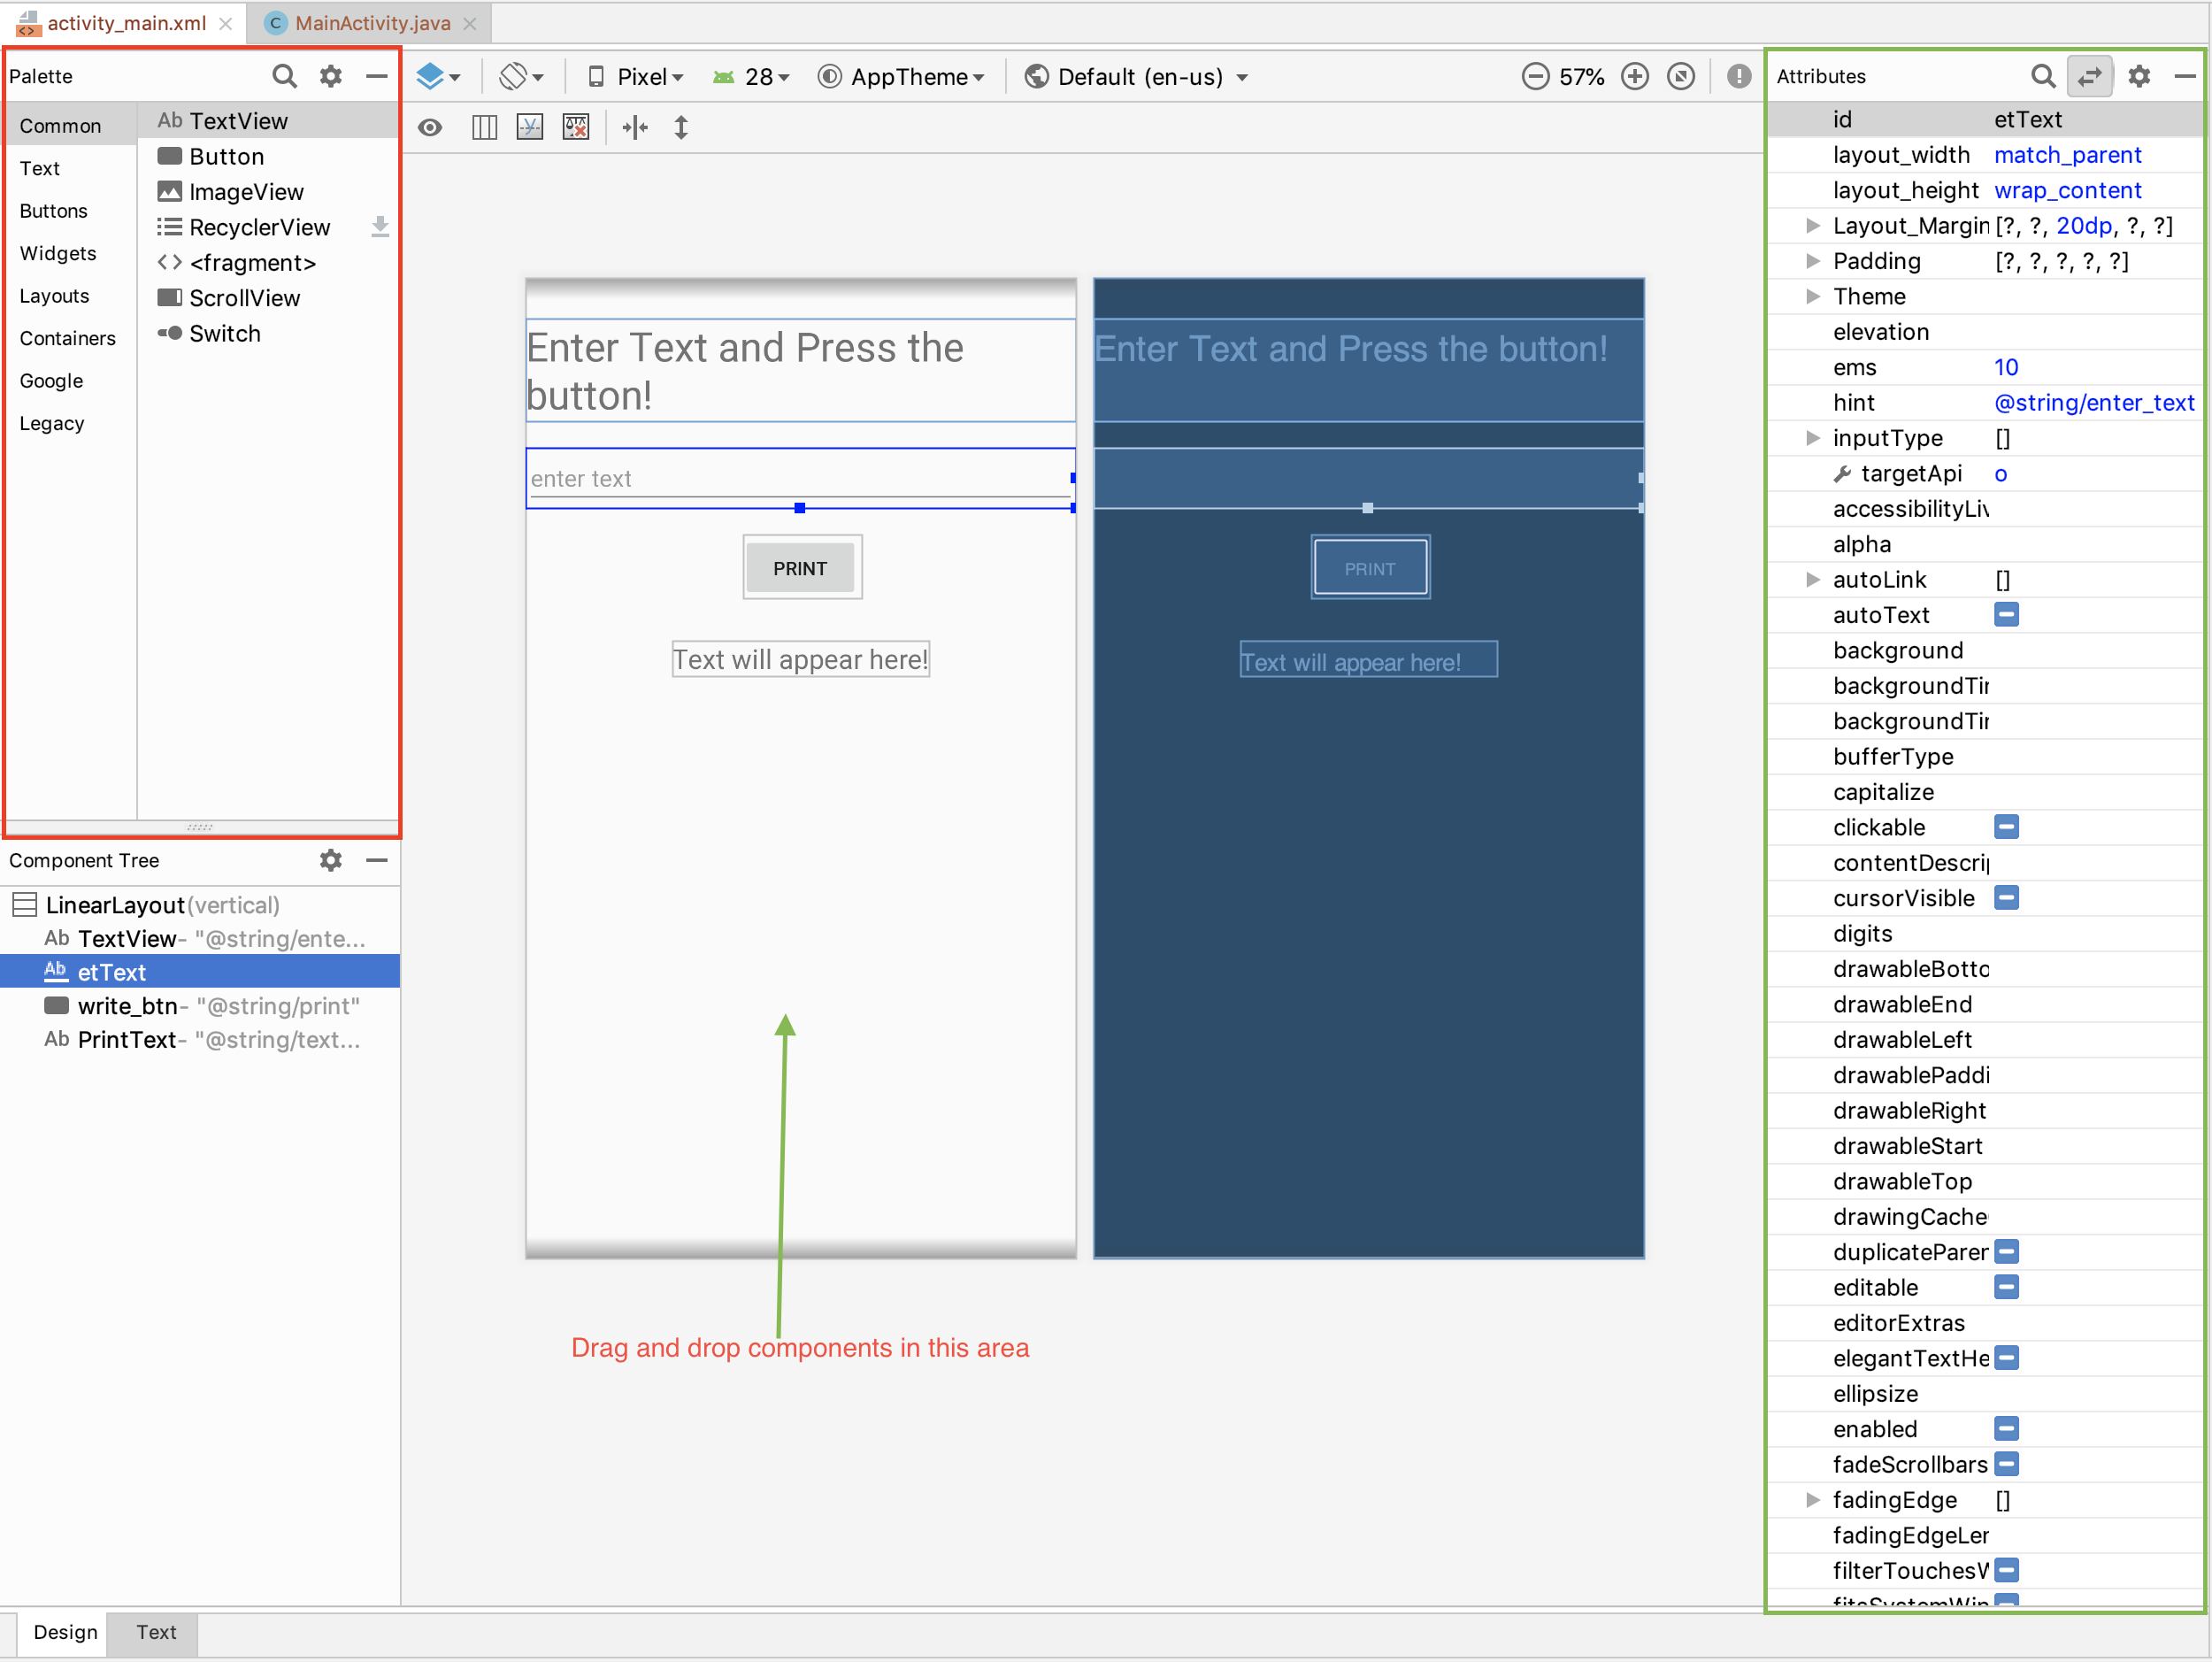 activity_main.xml
MainActivity.java
Palette
Common
Text
Buttons
Widgets
Layouts
Containers
Google
Legacy
Ab TextView
Button
ImageView
RecyclerView
<fragment>
ScrollView
Switch
Component Tree
LinearLayout(vertical)
Ab TextView- "@string/ente...
Ab etText
write_btn- "@string/print"
Ab PrintText- "@string/text...
Pixel 28 AppTheme Default (en-us) 57%
Enter Text and Press the
button!
enter text
PRINT
Text will appear here!
Enter Text and Press the button!
PRINT
Text will appear here!
Drag and drop components in this area
Attributes
id etText
layout_width match_parent
layout_height wrap_content
Layout_Margin [?, ?, 20dp, ?, ?]
Padding [?, ?, ?, ?, ?]
Theme
elevation
ems 10
hint @string/enter_text
inputType []
targetApi o
accessibilityLiv
alpha
autoLink []
autoText
background
backgroundTir
backgroundTir
bufferType
capitalize
clickable
contentDescrip
cursorVisible
digits
drawableBotto
drawableEnd
drawableLeft
drawablePaddi
drawableRight
drawableStart
drawableTop
drawingCache
duplicateParer
editable
editorExtras
elegantTextHe
ellipsize
enabled
fadeScrollbars
fadingEdge []
fadingEdgeLer
filterTouchesW
fitsSystemWin
Design
Text